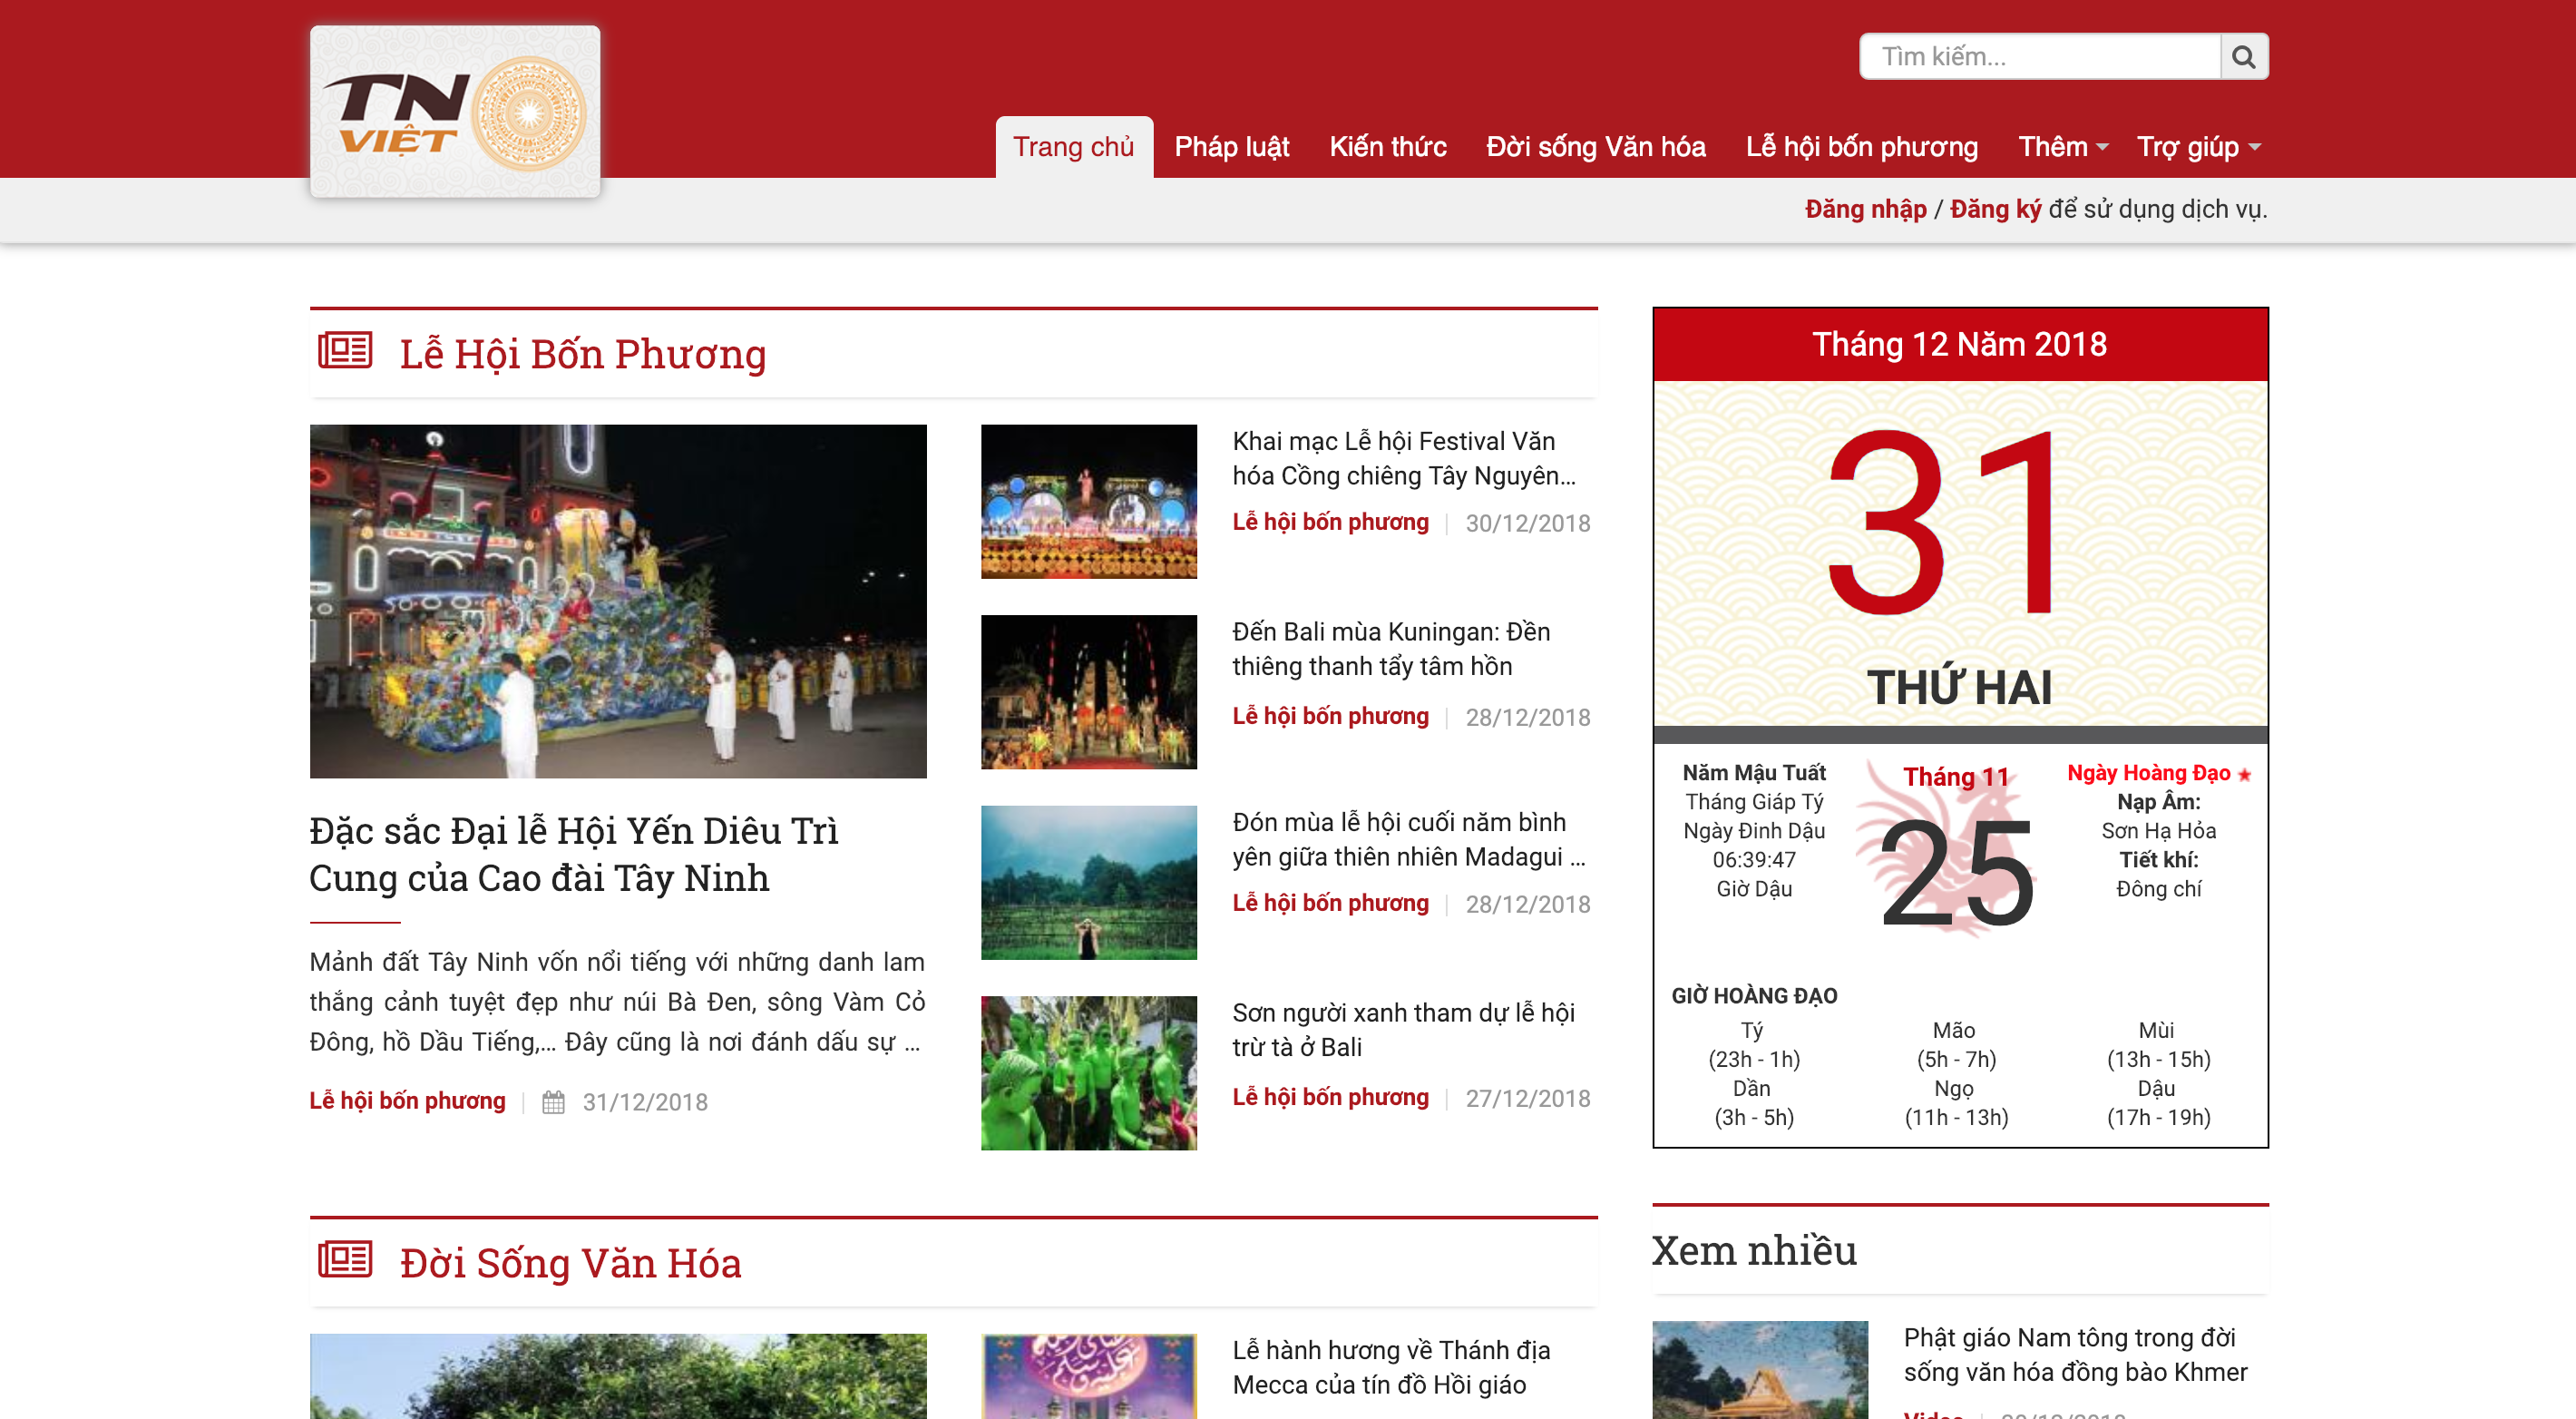 TN
VIỆT
Tìm kiếm...
Trang chủ
Pháp luật
Kiến thức
Đời sống Văn hóa
Lễ hội bốn phương
Thêm
Trợ giúp
Đăng nhập / Đăng ký để sử dụng dịch vụ.
Lễ Hội Bốn Phương
Đặc sắc Đại lễ Hội Yến Diêu Trì
Cung của Cao đài Tây Ninh
Mảnh đất Tây Ninh vốn nổi tiếng với những danh lam
thắng cảnh tuyệt đẹp như núi Bà Đen, sông Vàm Cỏ
Đông, hồ Dầu Tiếng,... Đây cũng là nơi đánh dấu sự ...
Lễ hội bốn phương
31/12/2018
Khai mạc Lễ hội Festival Văn
hóa Cồng chiêng Tây Nguyên...
Lễ hội bốn phương
30/12/2018
Đến Bali mùa Kuningan: Đền
thiêng thanh tẩy tâm hồn
Lễ hội bốn phương
28/12/2018
Đón mùa lễ hội cuối năm bình
yên giữa thiên nhiên Madagui ...
Lễ hội bốn phương
28/12/2018
Sơn người xanh tham dự lễ hội
trừ tà ở Bali
Lễ hội bốn phương
27/12/2018
Tháng 12 Năm 2018
31
THỨ HAI
Năm Mậu Tuất
Tháng Giáp Tý
Ngày Đinh Dậu
06:39:47
Giờ Dậu
Tháng 11
25
Ngày Hoàng Đạo
Nạp Âm:
Sơn Hạ Hỏa
Tiết khí:
Đông chí
GIỜ HOÀNG ĐẠO
Tý
(23h - 1h)
Dần
(3h - 5h)
Mão
(5h - 7h)
Ngọ
(11h - 13h)
Mùi
(13h - 15h)
Dậu
(17h - 19h)
Đời Sống Văn Hóa
Lễ hành hương về Thánh địa
Mecca của tín đồ Hồi giáo
Xem nhiều
Phật giáo Nam tông trong đời
sống văn hóa đồng bào Khmer
Video